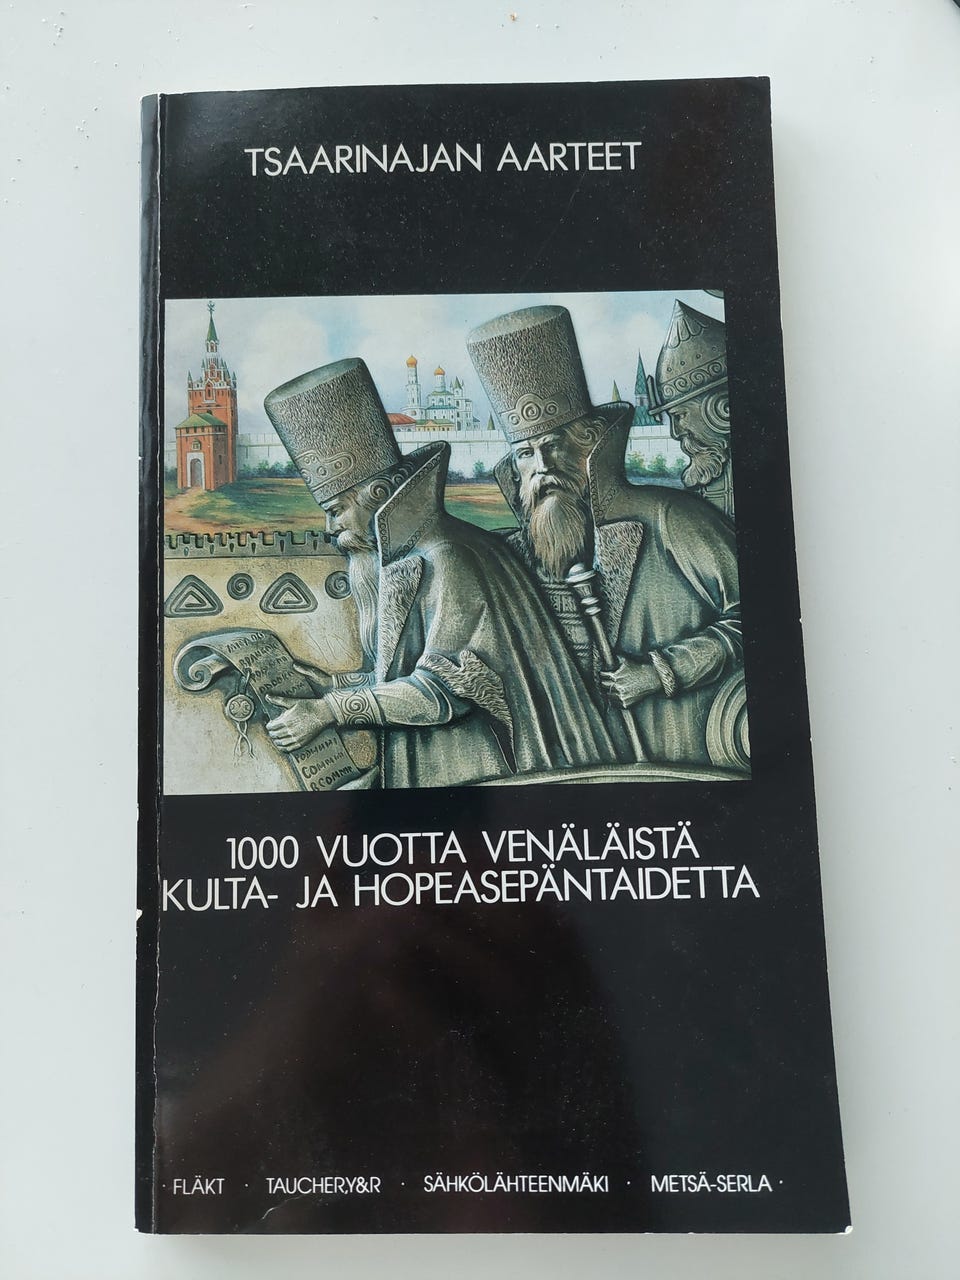 TSAARINAJAN AARTEET
1000 VUOTTA VENÄLÄISTÄ
KULTA- JA HOPEASEPÄNTAIDETTA
· FLÄKT · TAUCHER,Y&R · SÄHKÖLÄHTEENMÄKI · METSÄ-SERLA ·